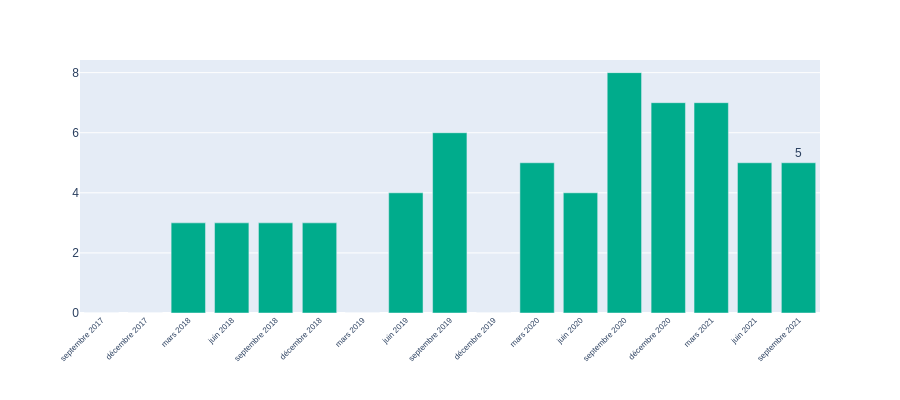 8
6
4
2
0
5
septembre 2017
décembre 2017
mars 2018
juin 2018
septembre 2018
décembre 2018
mars 2019
juin 2019
septembre 2019
décembre 2019
mars 2020
juin 2020
septembre 2020
décembre 2020
mars 2021
juin 2021
septembre 2021